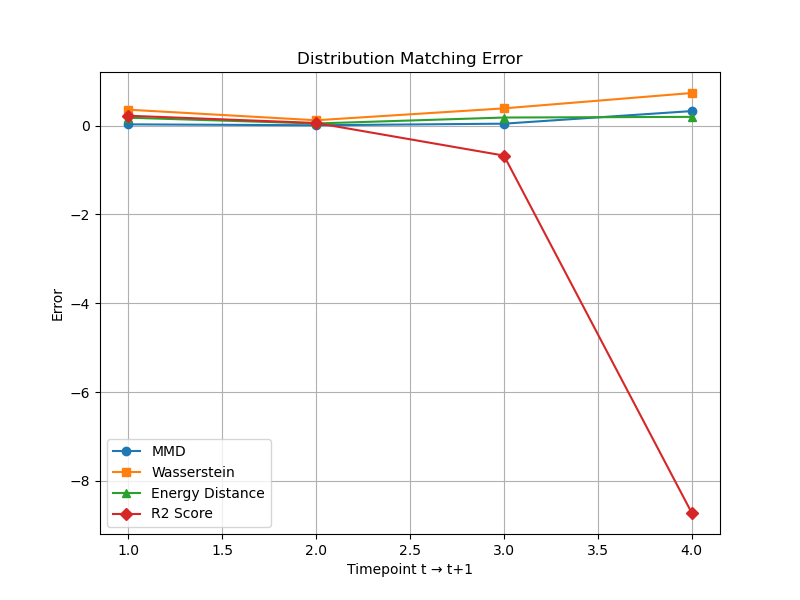 Distribution Matching Error
Error
0
−2
−4
−6
−8
MMD
Wasserstein
Energy Distance
R2 Score
1.0 1.5 2.0 2.5 3.0 3.5 4.0
Timepoint t → t+1